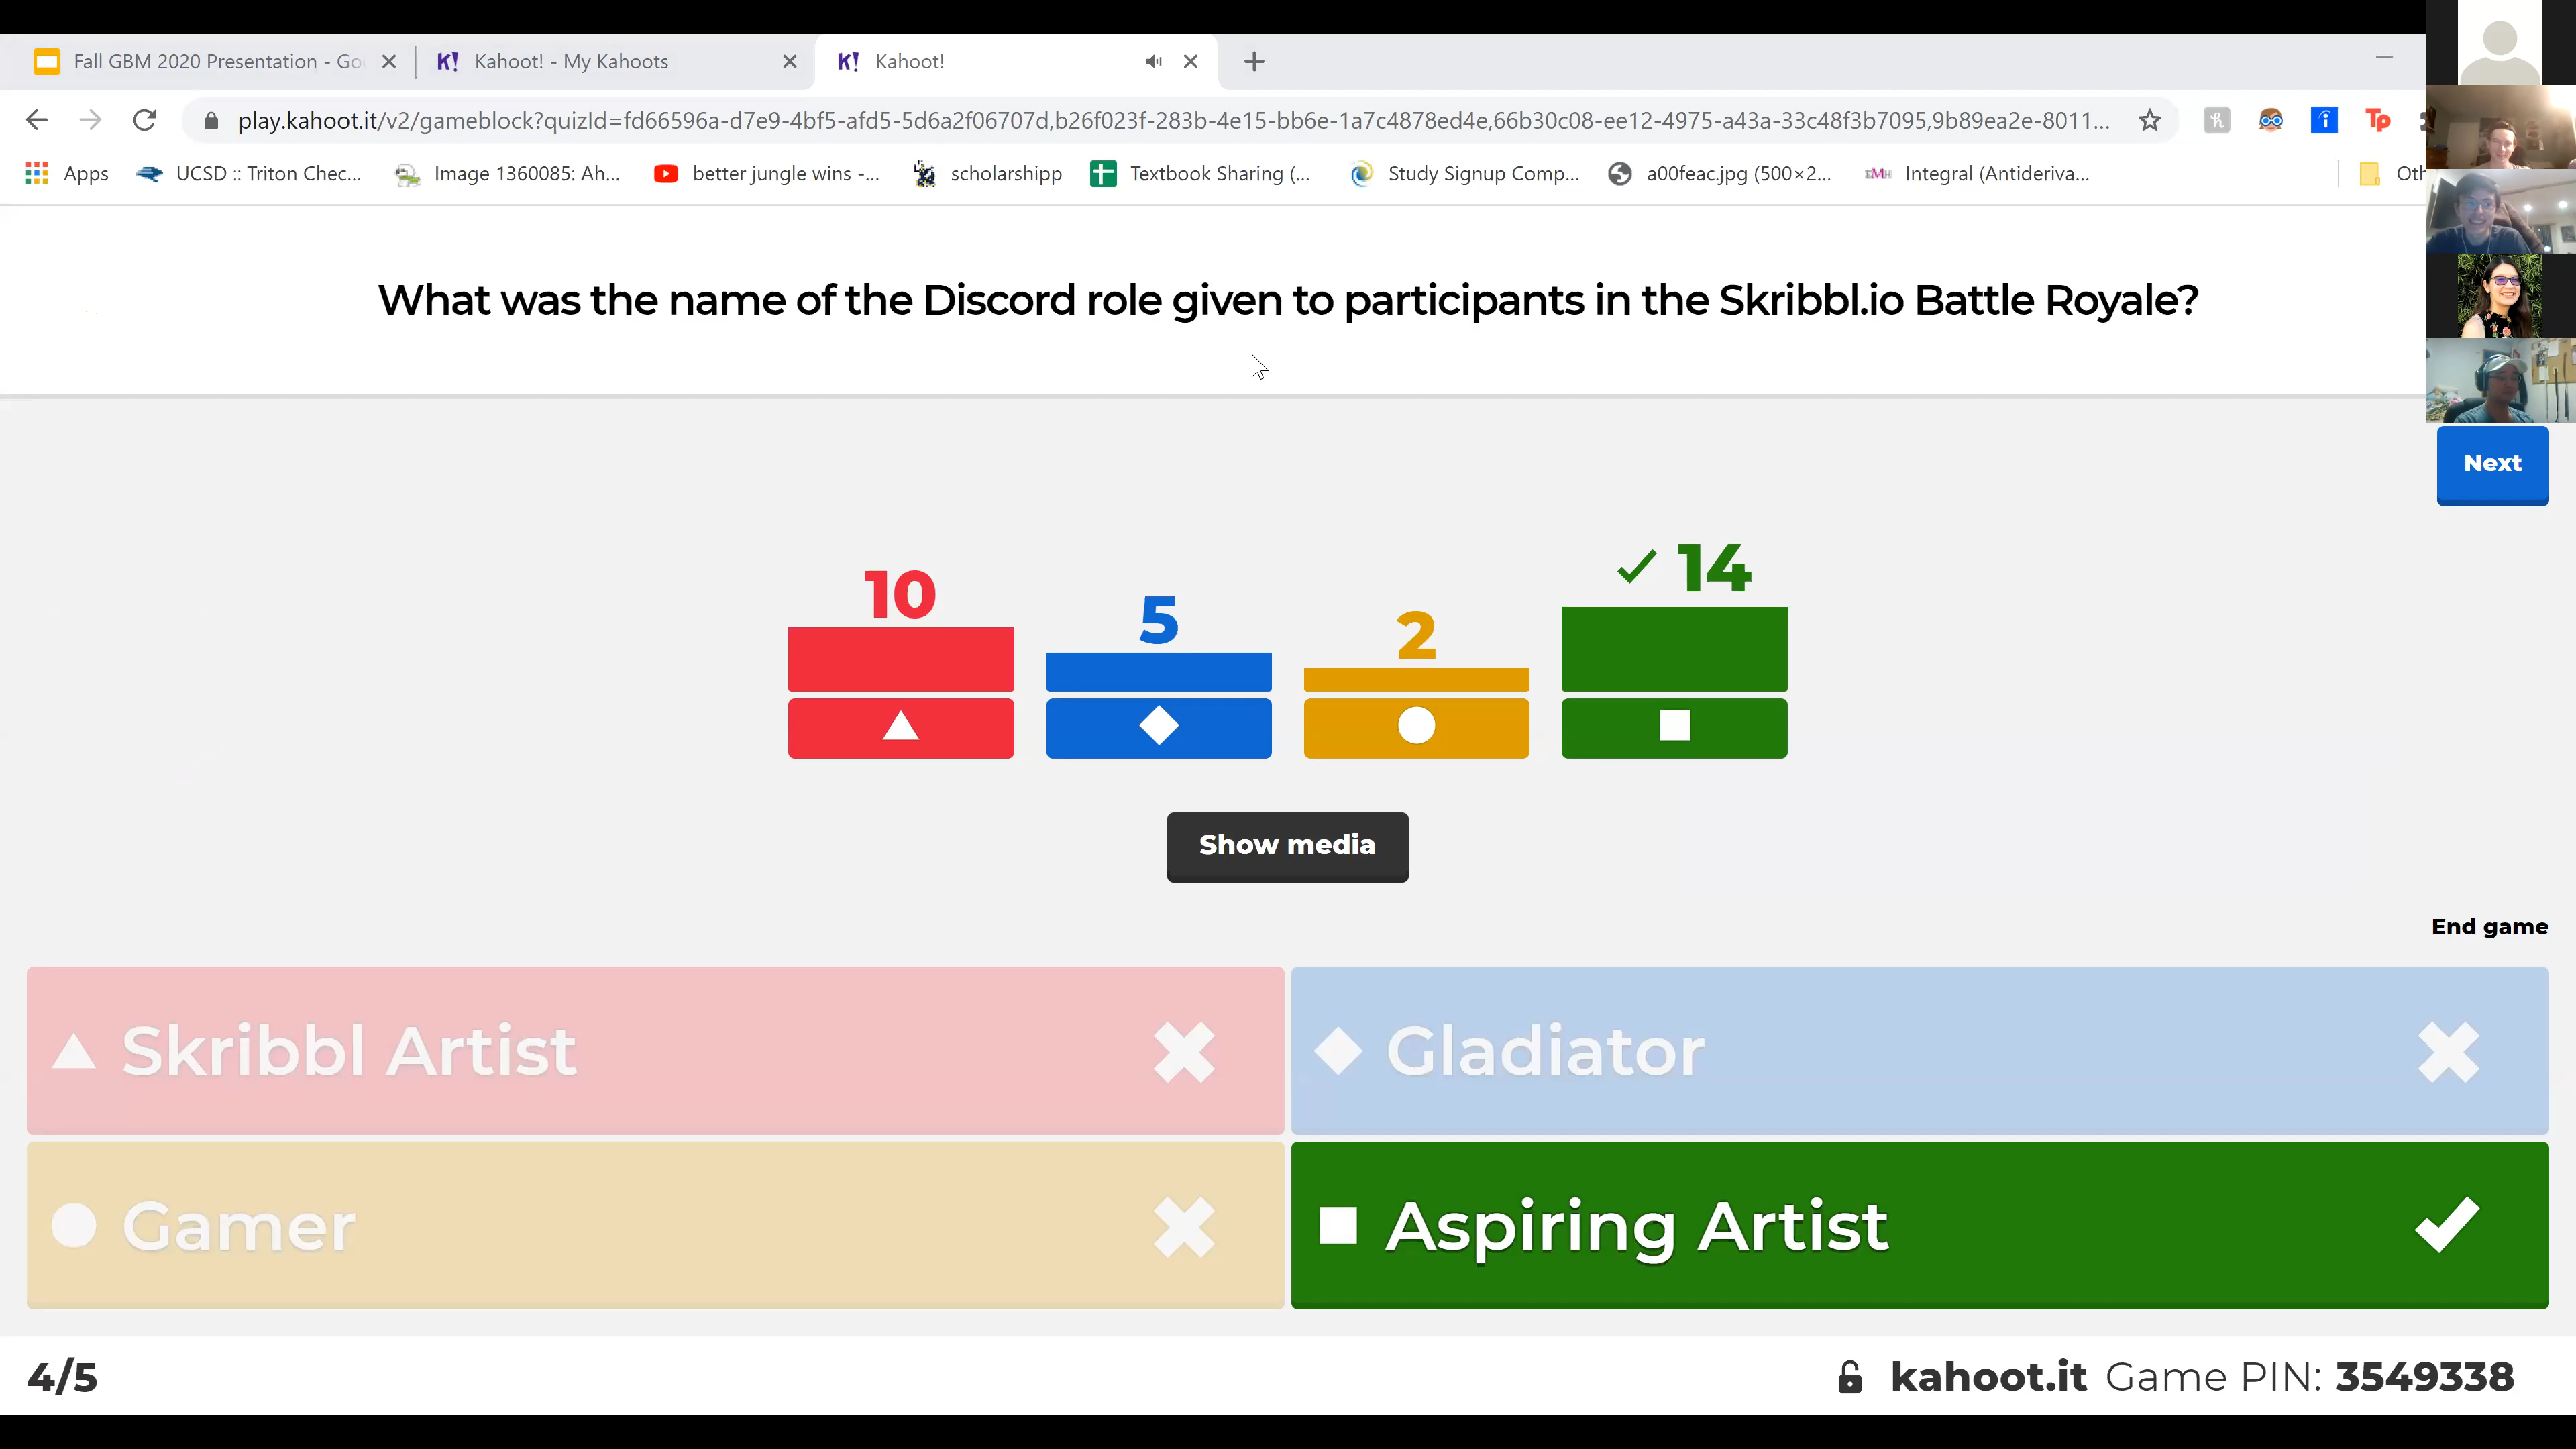 Fall GBM 2020 Presentation - Go
K! Kahoot! - My Kahoots
K! Kahoot!
play.kahoot.it/v2/gameblock?quizId=fd66596a-d7e9-4bf5-afd5-5d6a2f06707d,b26f023f-283b-4e15-bb6e-1a7c4878ed4e,66b30c08-ee12-4975-a43a-33c48f3b7095,9b89ea2e-8011...
Tp
Apps
UCSD :: Triton Chec...
Image 1360085: Ah...
better jungle wins -...
scholarshipp
Textbook Sharing (...
Study Signup Comp...
a00feac.jpg (500×2...
Integral (Antideriva...
Oth
What was the name of the Discord role given to participants in the Skribbl.io Battle Royale?
Next
10
5
2
14
Show media
End game
Skribbl Artist
Gladiator
Gamer
Aspiring Artist
4/5
kahoot.it Game PIN: 3549338